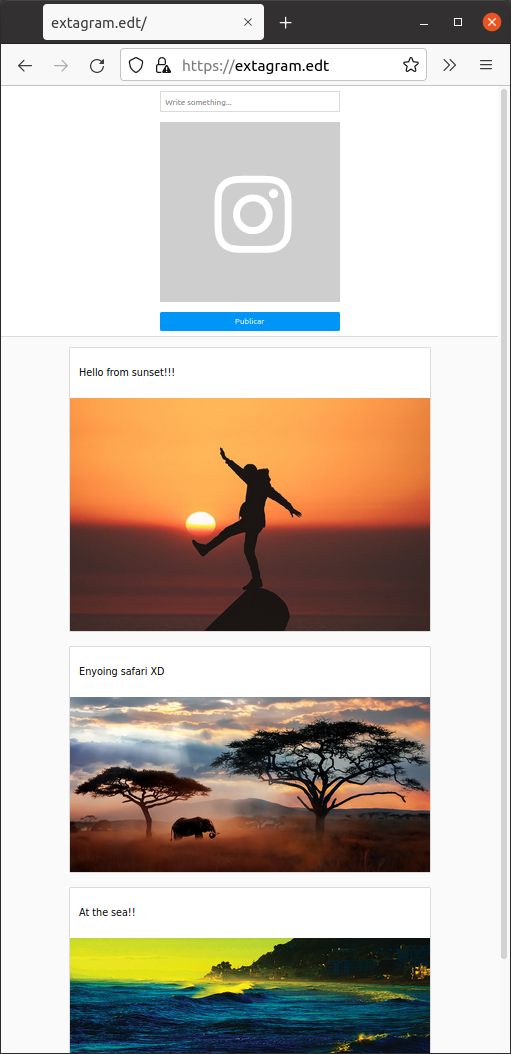 extagram.edt/
https://extagram.edt
Write something...
Publicar
Hello from sunset!!!
Enyoing safari XD
At the sea!!